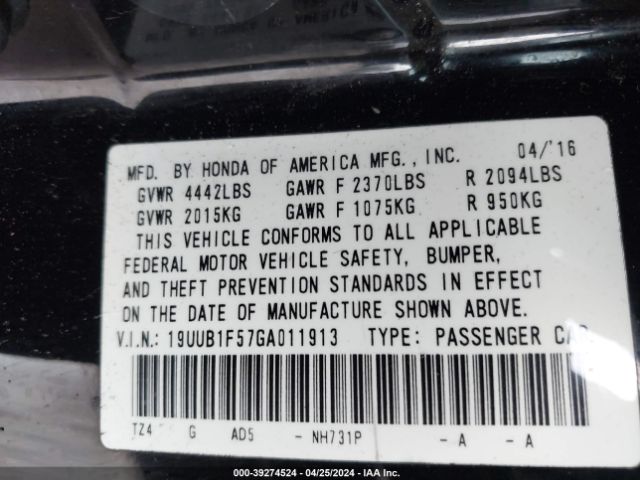 MFD. BY HONDA OF AMERICA MFG., INC. 04/'16
GVWR 4442LBS GAWR F 2370LBS R 2094LBS
GVWR 2015KG GAWR F 1075KG R 950KG
THIS VEHICLE CONFORMS TO ALL APPLICABLE
FEDERAL MOTOR VEHICLE SAFETY, BUMPER,
AND THEFT PREVENTION STANDARDS IN EFFECT
ON THE DATE OF MANUFACTURE SHOWN ABOVE.
V.I.N.: 19UUB1F57GA011913 TYPE: PASSENGER CAR
TZ4 G AD5 - NH731P - A - A
000-39274524 - 04/25/2024 - IAA Inc.